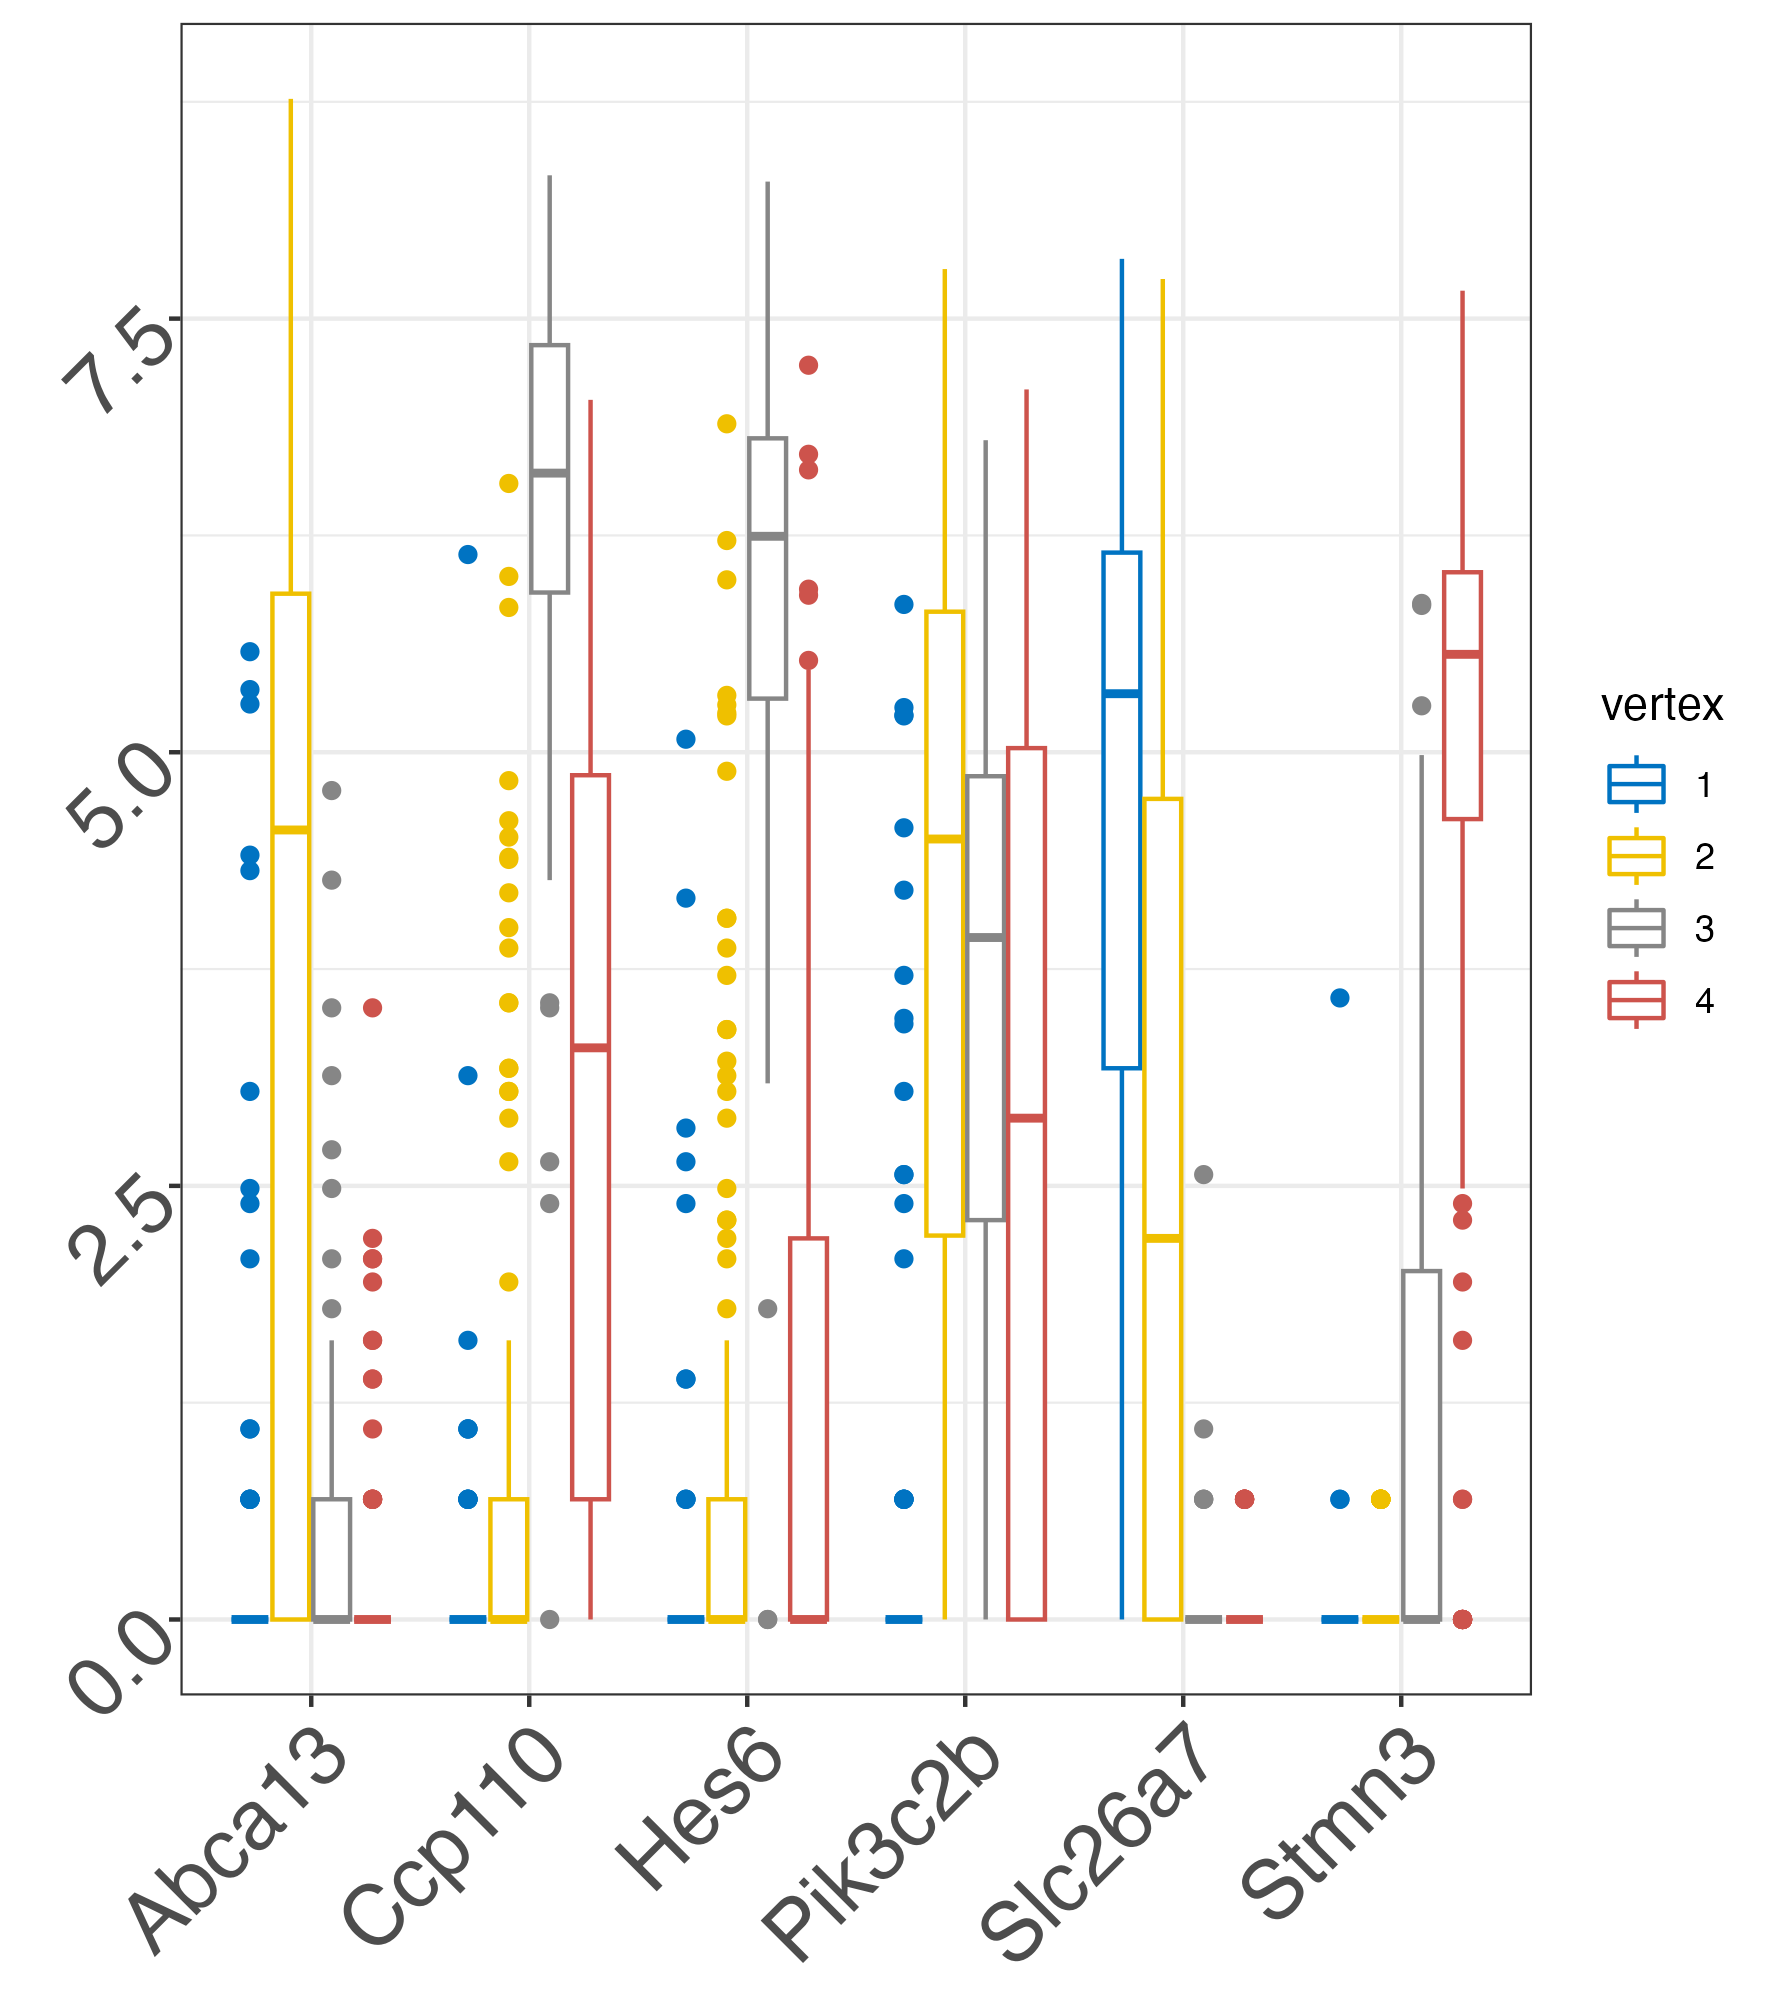 7.5
5.0
2.5
0.0
Abca13
Ccp110
Hes6
Pik3c2b
Slc26a7
Stmn3
vertex
1
2
3
4